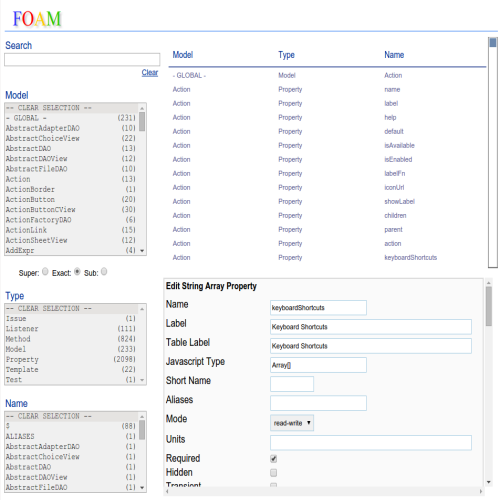 FOAM
Search
Clear
Model
-- CLEAR SELECTION --
- GLOBAL - (231)
AbstractAdapterDAO (10)
AbstractChoiceView (22)
AbstractDAO (13)
AbstractDAOView (12)
AbstractFileDAO (10)
Action (13)
ActionBorder (1)
ActionButton (20)
ActionButtonCView (30)
ActionFactoryDAO (6)
ActionLink (15)
ActionSheetView (12)
AddExpr (4)
Super: Exact: Sub:
Type
-- CLEAR SELECTION --
Issue (1)
Listener (111)
Method (824)
Model (233)
Property (2098)
Template (22)
Test (1)
Name
-- CLEAR SELECTION --
$ (88)
ALIASES (1)
AbstractAdapterDAO (1)
AbstractChoiceView (1)
AbstractDAO (1)
AbstractDAOView (1)
AbstractFileDAO (1)
Model Type Name
- GLOBAL - Model Action
Action Property name
Action Property label
Action Property help
Action Property default
Action Property isAvailable
Action Property isEnabled
Action Property labelFn
Action Property iconUrl
Action Property showLabel
Action Property children
Action Property parent
Action Property action
Action Property keyboardShortcuts
Edit String Array Property
Name keyboardShortcuts
Label Keyboard Shortcuts
Table Label Keyboard Shortcuts
Javascript Type Array[]
Short Name
Aliases
Mode read-write
Units
Required
Hidden
Transient